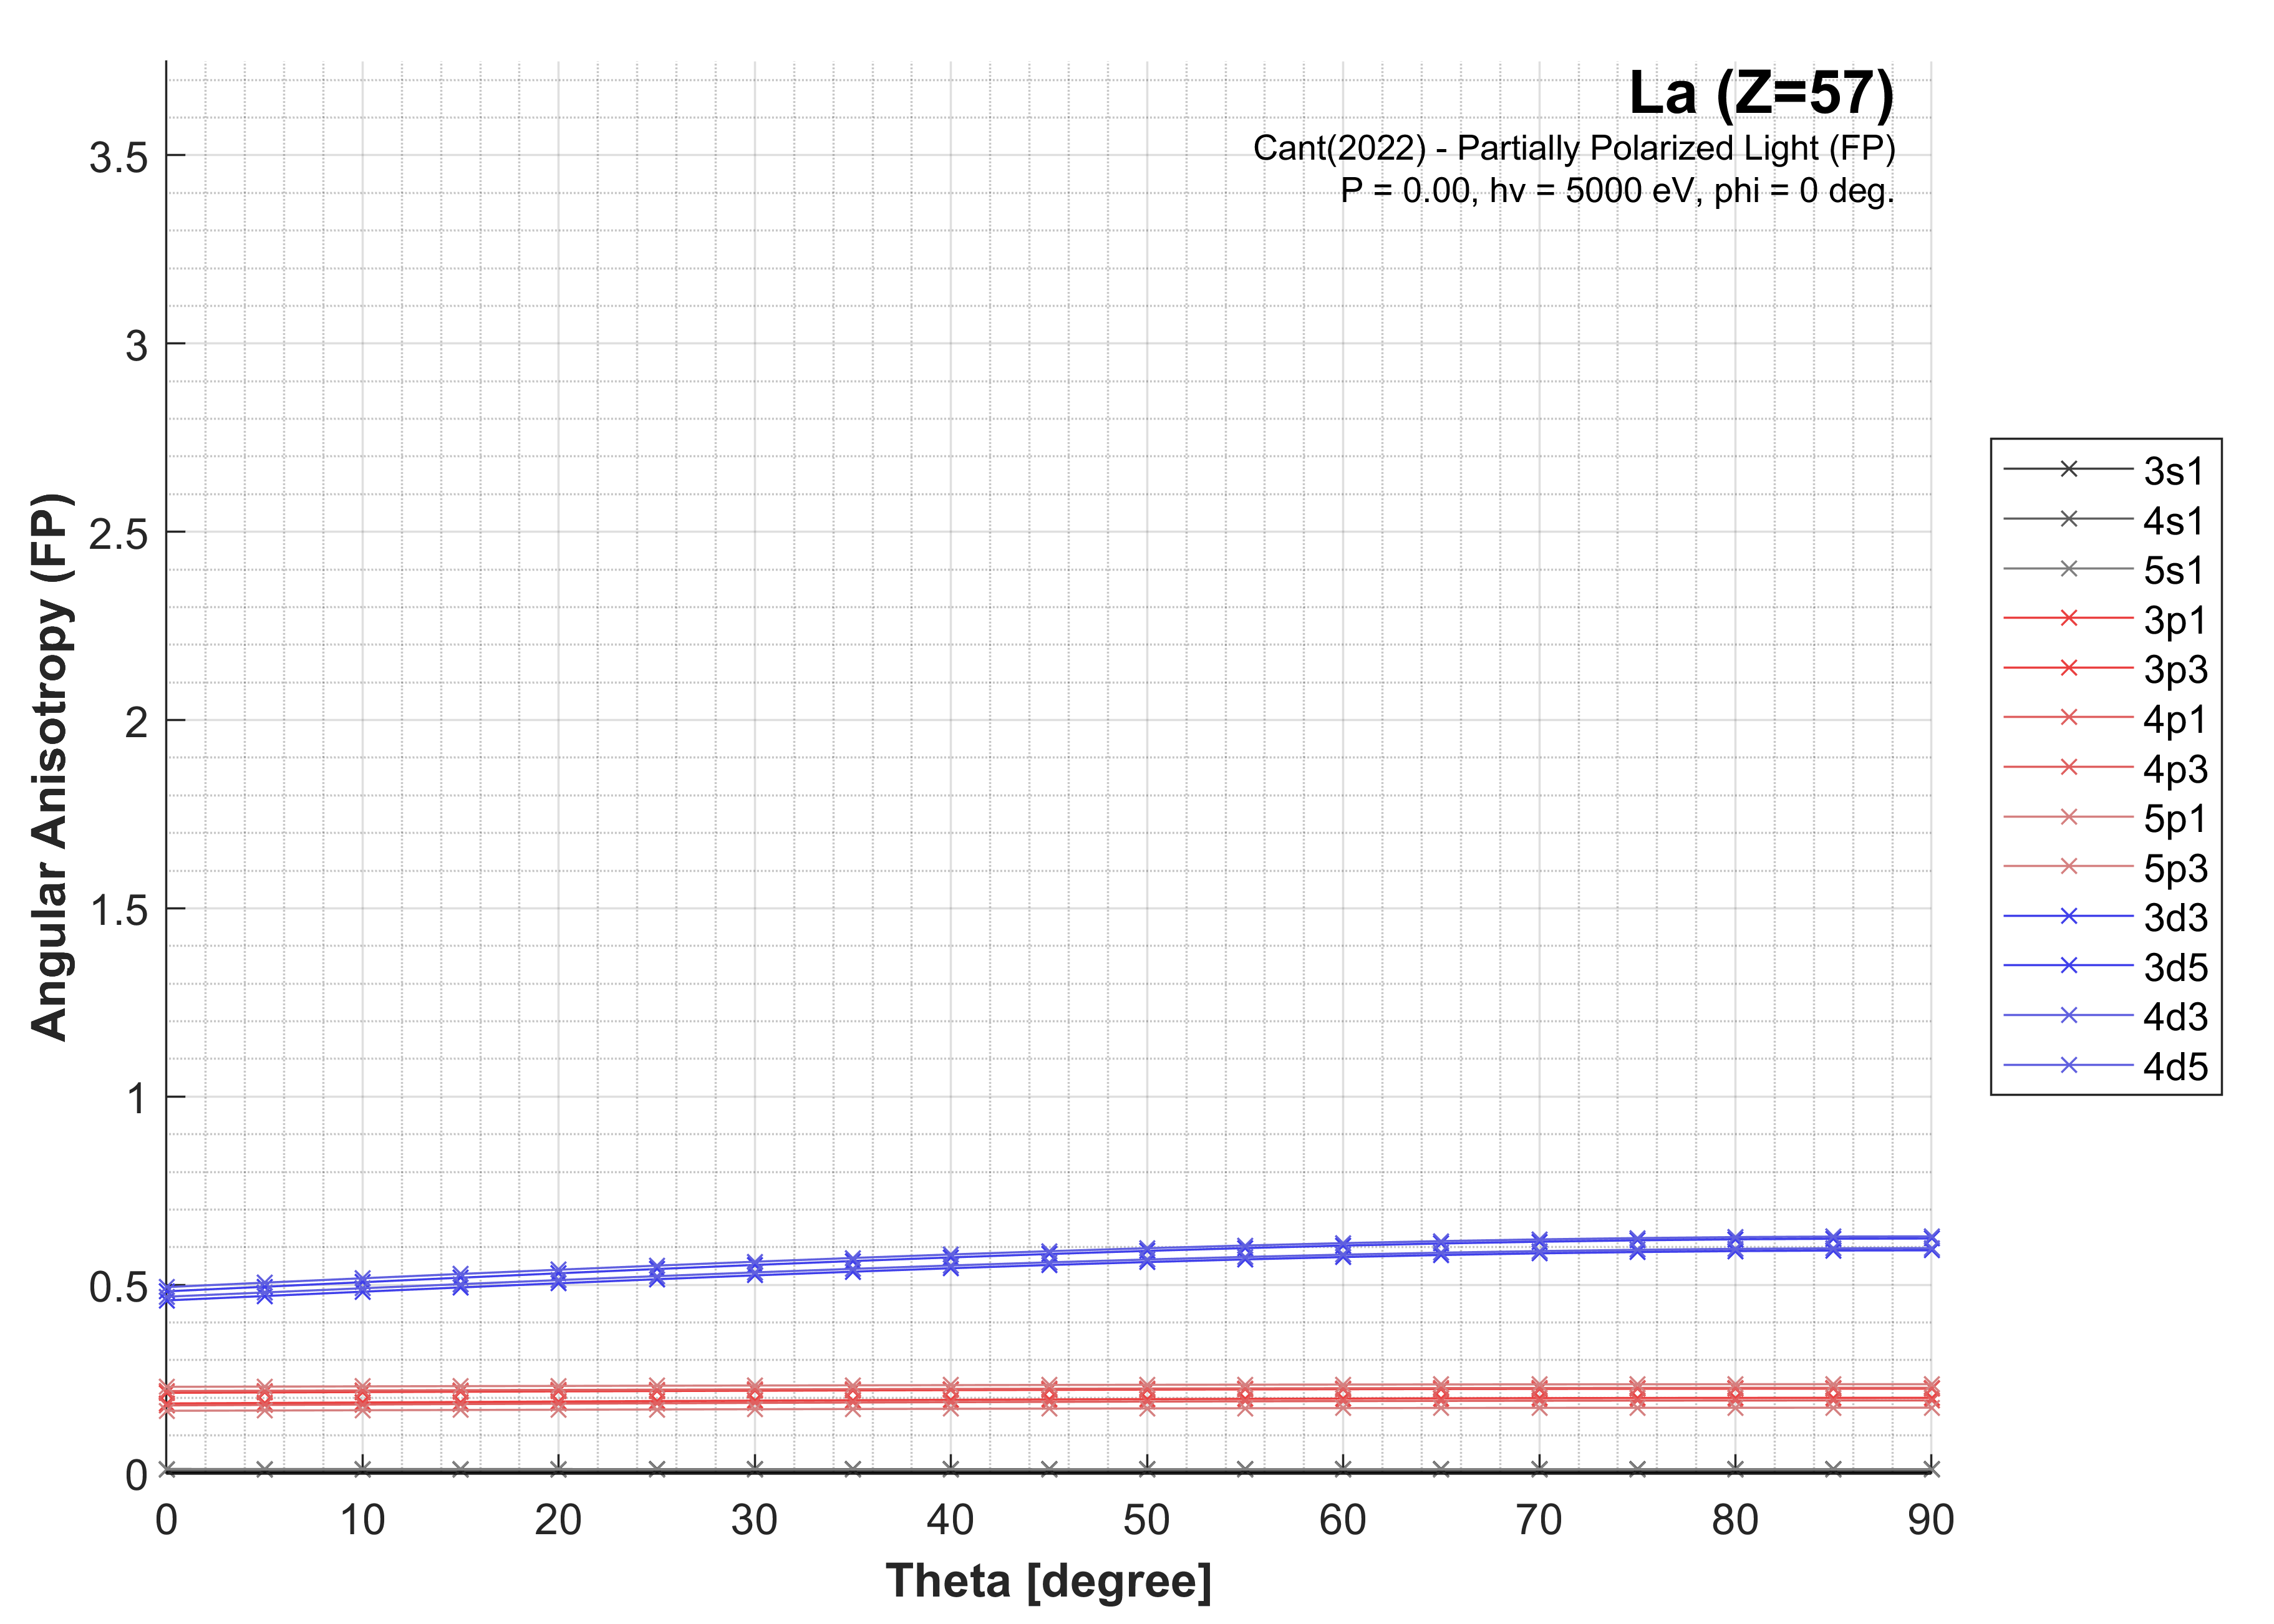 La (Z=57)
Cant(2022) - Partially Polarized Light (FP)
P = 0.00, hv = 5000 eV, phi = 0 deg.
3.5
3
2.5
2
1.5
1
0.5
0
Angular Anisotropy (FP)
0 10 20 30 40 50 60 70 80 90
Theta [degree]
3s1
4s1
5s1
3p1
3p3
4p1
4p3
5p1
5p3
3d3
3d5
4d3
4d5